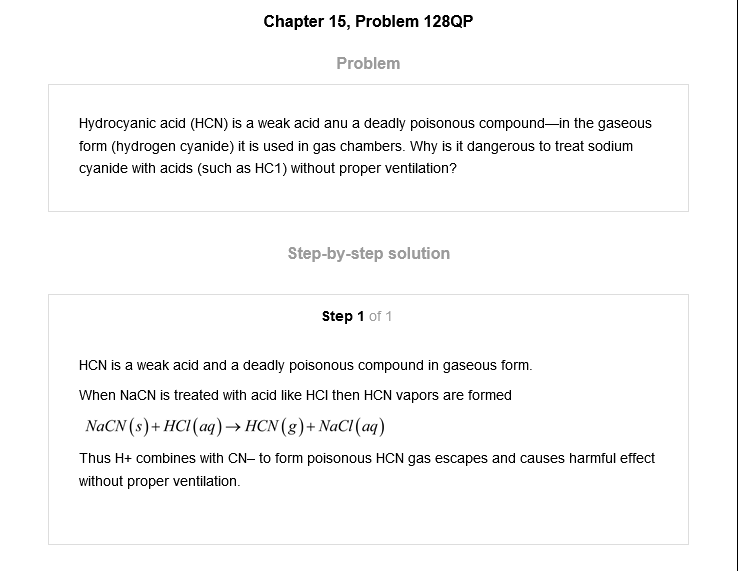 Chapter 15, Problem 128QP
Problem
Hydrocyanic acid (HCN) is a weak acid anu a deadly poisonous compound—in the gaseous
form (hydrogen cyanide) it is used in gas chambers. Why is it dangerous to treat sodium
cyanide with acids (such as HC1) without proper ventilation?
Step-by-step solution
Step 1 of 1
HCN is a weak acid and a deadly poisonous compound in gaseous form.
When NaCN is treated with acid like HCl then HCN vapors are formed
NaCN(s)+HCl(aq)→HCN(g)+NaCl(aq)
Thus H+ combines with CN– to form poisonous HCN gas escapes and causes harmful effect
without proper ventilation.